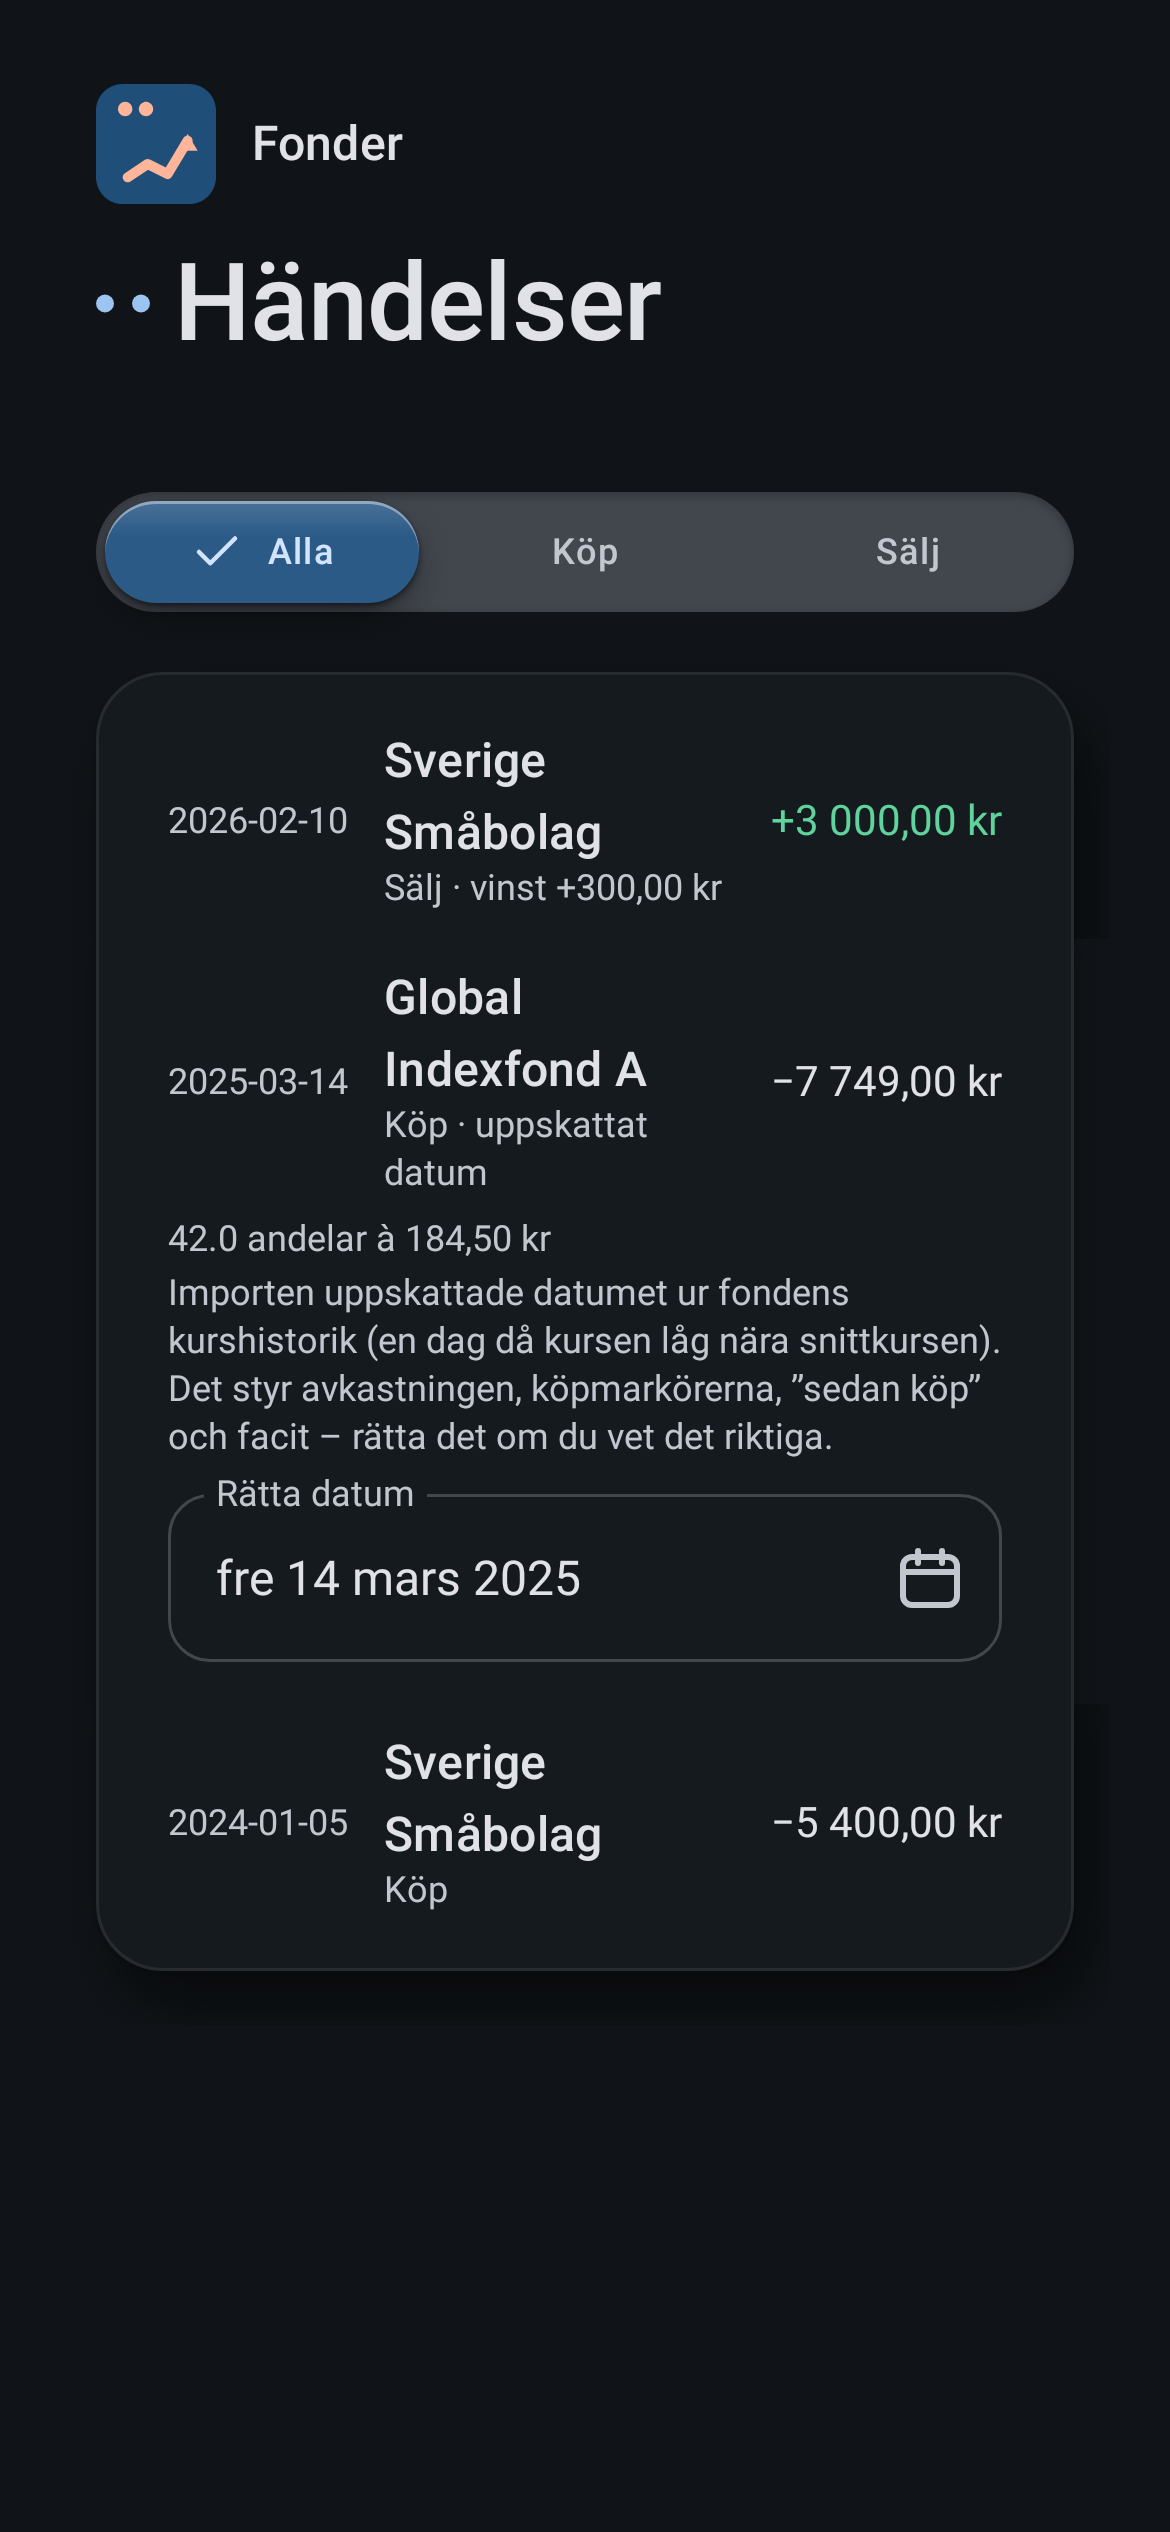 Fonder
Händelser
Alla
Köp
Sälj
2026-02-10
Sverige
Småbolag
Sälj · vinst +300,00 kr
+3 000,00 kr
2025-03-14
Global
Indexfond A
Köp · uppskattat
datum
−7 749,00 kr
42.0 andelar à 184,50 kr
Importen uppskattade datumet ur fondens
kurshistorik (en dag då kursen låg nära snittkursen).
Det styr avkastningen, köpmarkörerna, ”sedan köp”
och facit – rätta det om du vet det riktiga.
Rätta datum
fre 14 mars 2025
2024-01-05
Sverige
Småbolag
Köp
−5 400,00 kr